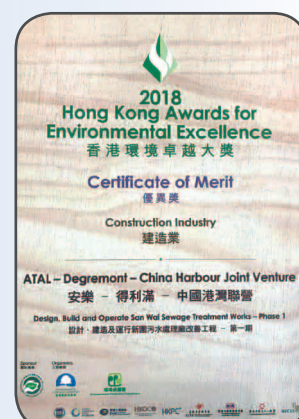 2018
Hong Kong Awards for
Environmental Excellence
香港環境卓越大獎
Certificate of Merit
優異獎
Construction Industry
建造業
ATAL – Degremont – China Harbour Joint Venture
安樂 – 得利滿 – 中國港灣聯營
Design, Build and Operate San Wai Sewage Treatment Works – Phase 1
設計、建造及運行新圍污水處理廠改善工程 – 第一期
Sponsor
Organisers
HKPC